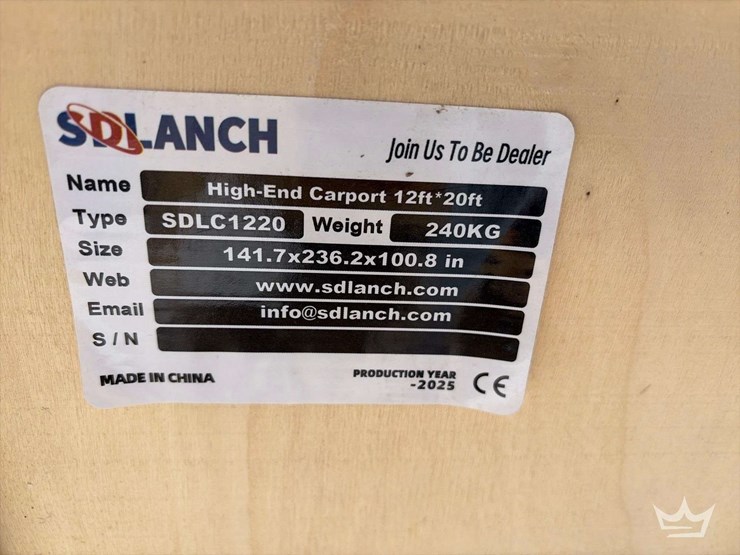 SDLANCH
Join Us To Be Dealer
Name High-End Carport 12ft*20ft
Type SDLC1220 Weight 240KG
Size 141.7x236.2x100.8 in
Web www.sdlanch.com
Email info@sdlanch.com
S/N
MADE IN CHINA
PRODUCTION YEAR
-2025
CE